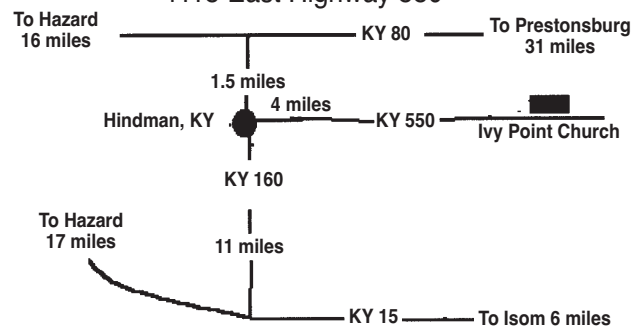 East Highway
To Hazard
16 miles
KY 80
To Prestonsburg
31 miles
1.5 miles
4 miles
Hindman, KY
KY 550
Ivy Point Church
KY 160
To Hazard
17 miles
11 miles
KY 15
To Isom 6 miles